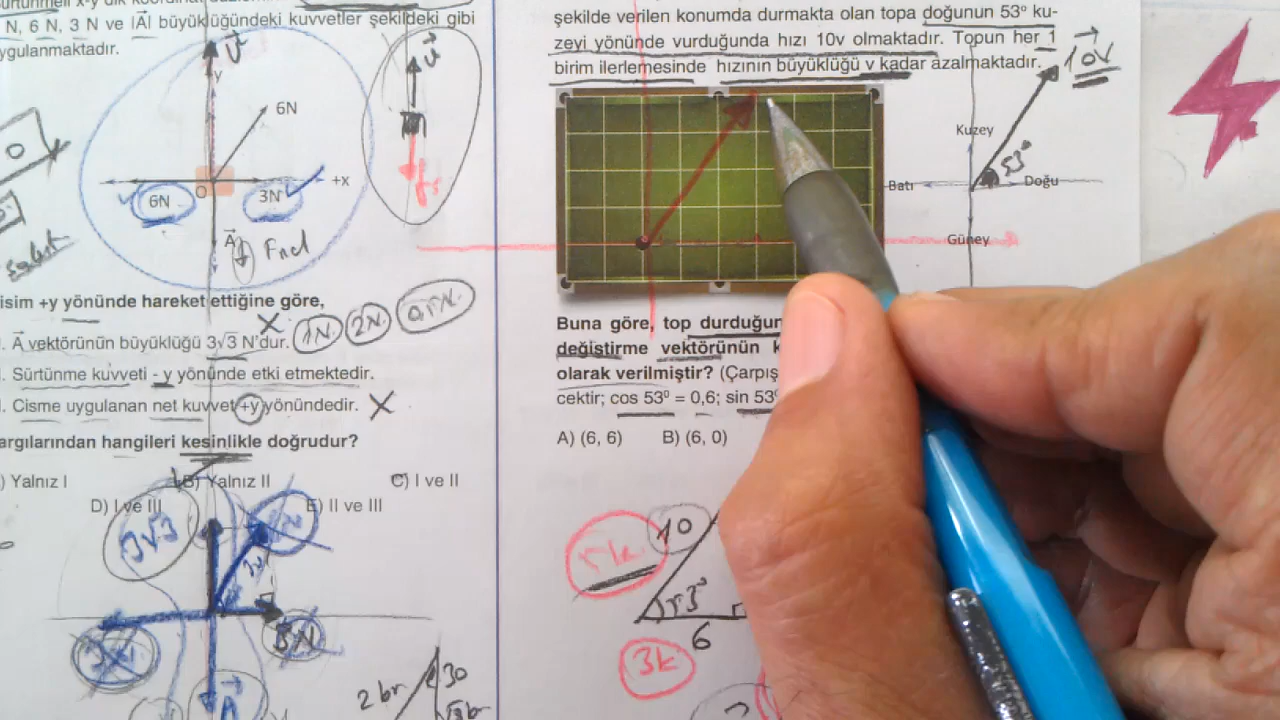 N, 6 N, 3 N ve |A| büyüklüğündeki kuvvetler şekildeki gibi
ygulanmaktadır.
y
6N
+x
O
6N
3N
A
Fnet
isim +y yönünde hareket ettiğine göre,
1N.
2N.
. A vektörünün büyüklüğü 3√3 N'dur.
. Sürtünme kuvveti - y yönünde etki etmektedir.
. Cisme uygulanan net kuvvet +y yönündedir.
argılarından hangileri kesinlikle doğrudur?
) Yalnız I
B) Yalnız II
C) I ve II
D) I ve III
E) II ve III
3√3
A
2br
30
şekilde verilen konumda durmakta olan topa doğunun 53° ku-
zeyi yönünde vurduğunda hızı 10v olmaktadır. Topun her 1
birim ilerlemesinde hızının büyüklüğü v kadar azalmaktadır.
10v
Kuzey
53°
Batı
Doğu
Güney
Buna göre, top durduğun
değiştirme vektörünün k
olarak verilmiştir? (Çarpış
cektir; cos 53° = 0,6; sin 53°
A) (6, 6)
B) (6, 0)
10
5k
53°
6
3k